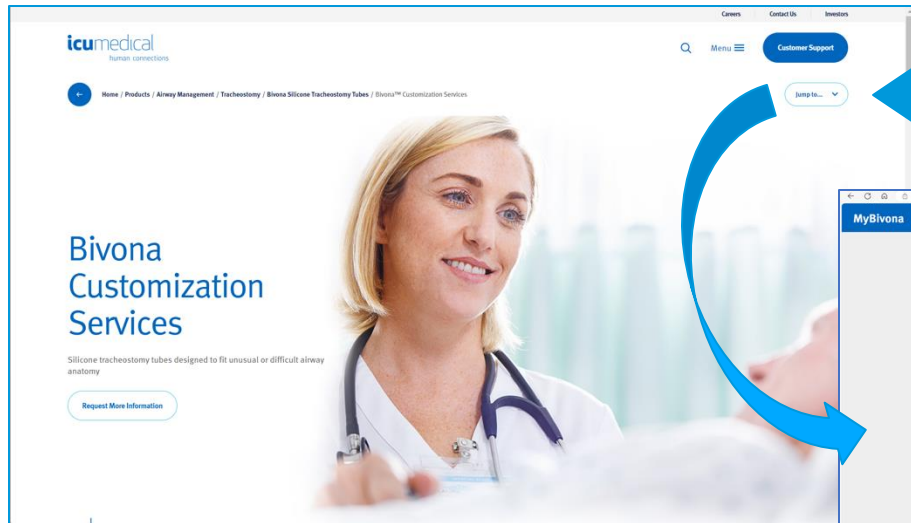 Careers Contact Us Investors
icumedical
human connections
Menu
Customer Support
Home / Products / Airway Management / Tracheostomy / Bivona Silicone Tracheostomy Tubes / Bivona™ Customization Services
Jump to...
MyBivona
Bivona
Customization
Services
Silicone tracheostomy tubes designed to fit unusual or difficult airway
anatomy
Request More Information